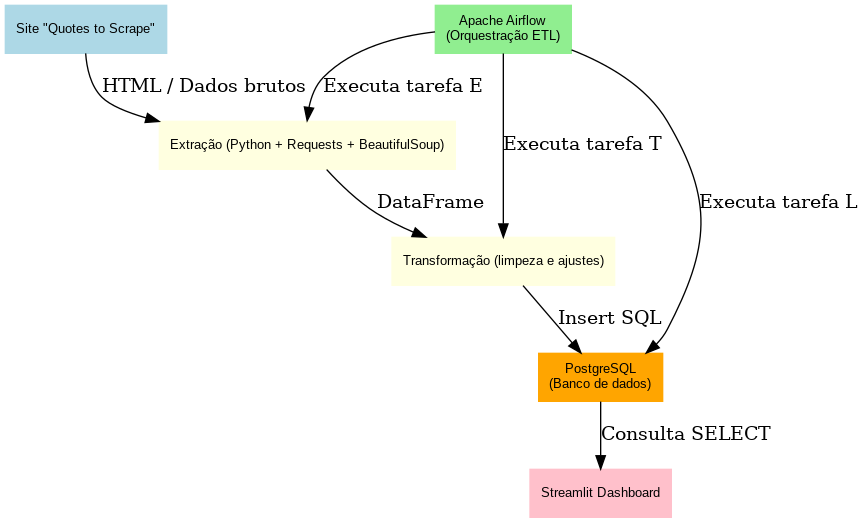 Site "Quotes to Scrape"
Apache Airflow
(Orquestração ETL)
HTML / Dados brutos
Executa tarefa E
Extração (Python + Requests + BeautifulSoup)
Executa tarefa T
DataFrame
Executa tarefa L
Transformação (limpeza e ajustes)
Insert SQL
PostgreSQL
(Banco de dados)
Consulta SELECT
Streamlit Dashboard